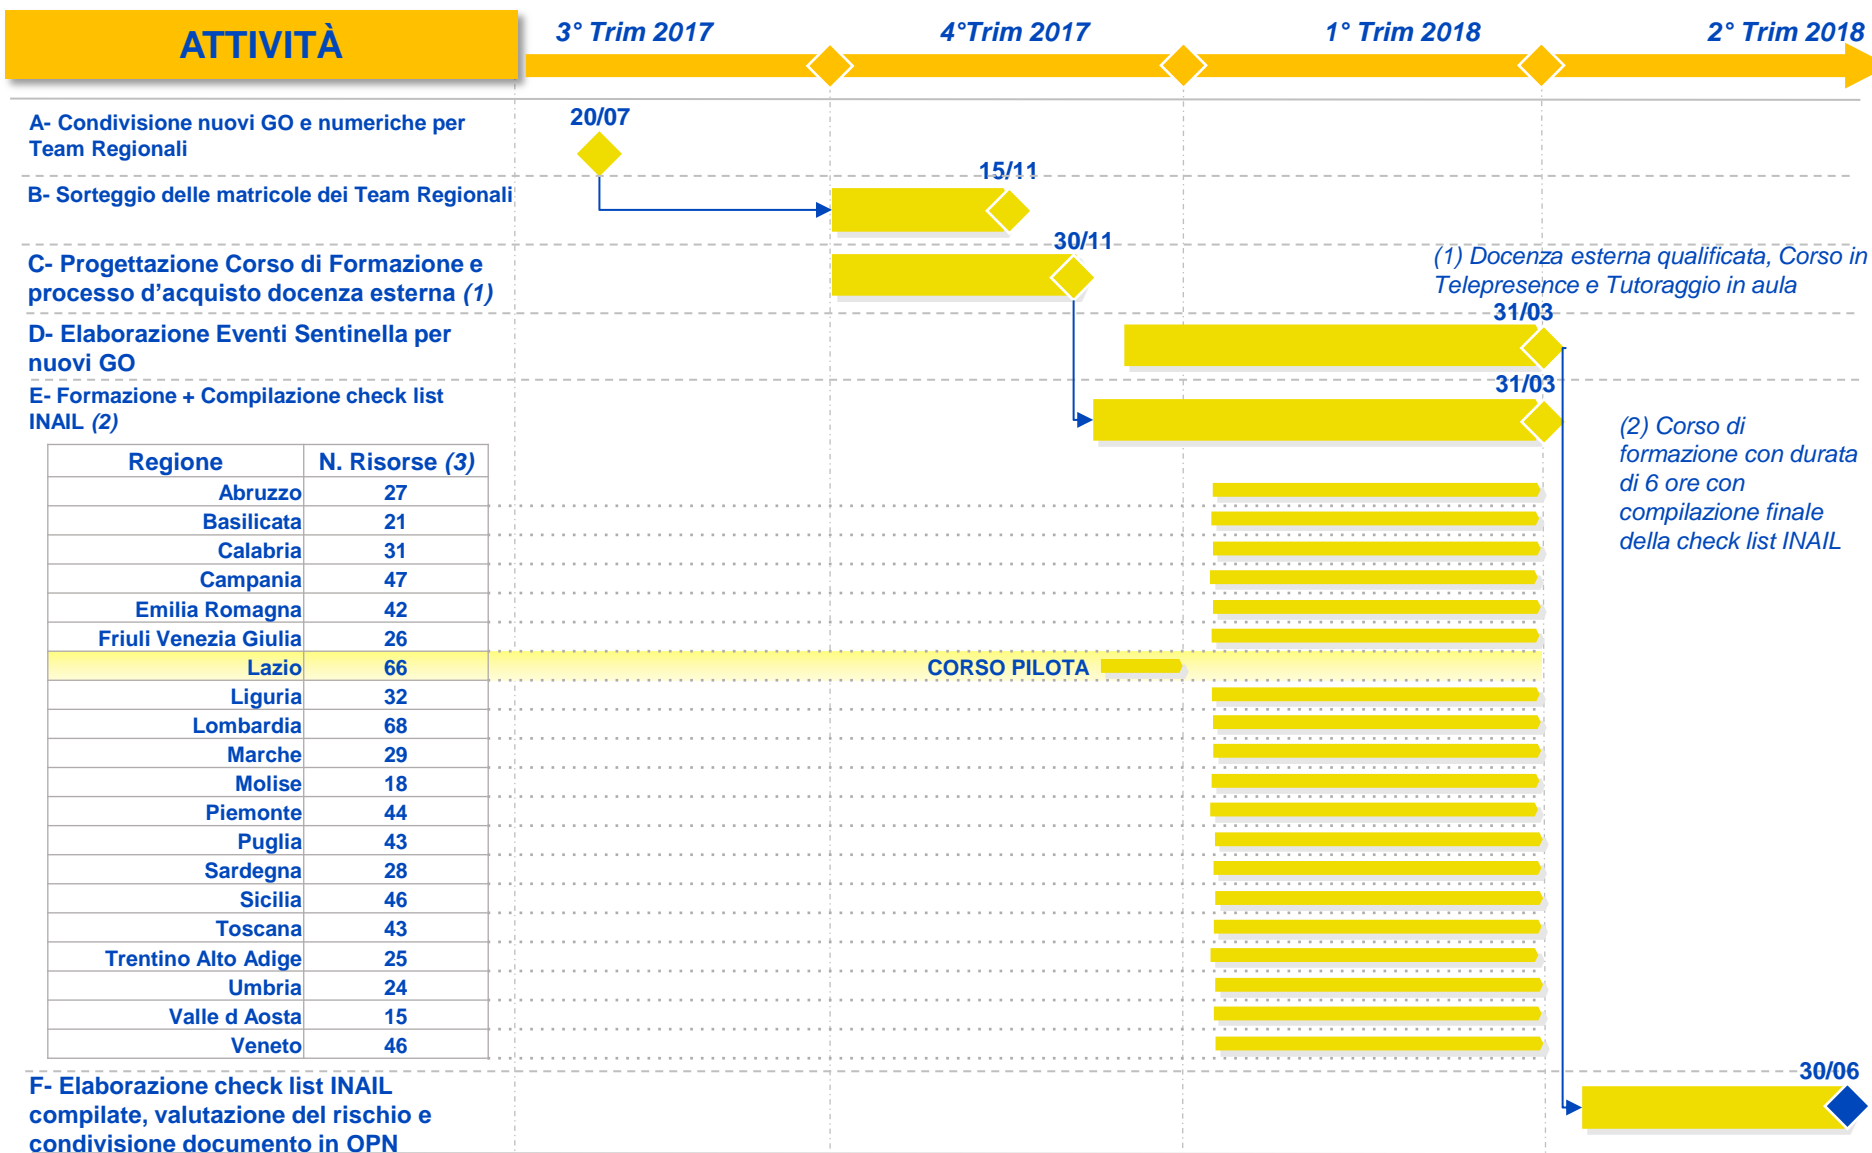 ATTIVITÀ
3° Trim 2017
4°Trim 2017
1° Trim 2018
2° Trim 2018
A- Condivisione nuovi GO e numeriche per
Team Regionali
20/07
B- Sorteggio delle matricole dei Team Regionali
15/11
C- Progettazione Corso di Formazione e
processo d'acquisto docenza esterna (1)
30/11
(1) Docenza esterna qualificata, Corso in
Telepresence e Tutoraggio in aula
D- Elaborazione Eventi Sentinella per
nuovi GO
31/03
E- Formazione + Compilazione check list
INAIL (2)
31/03
(2) Corso di
formazione con durata
di 6 ore con
compilazione finale
della check list INAIL
Regione N. Risorse (3)
Abruzzo 27
Basilicata 21
Calabria 31
Campania 47
Emilia Romagna 42
Friuli Venezia Giulia 26
Lazio 66 CORSO PILOTA
Liguria 32
Lombardia 68
Marche 29
Molise 18
Piemonte 44
Puglia 43
Sardegna 28
Sicilia 46
Toscana 43
Trentino Alto Adige 25
Umbria 24
Valle d Aosta 15
Veneto 46
F- Elaborazione check list INAIL
compilate, valutazione del rischio e
condivisione documento in OPN
30/06